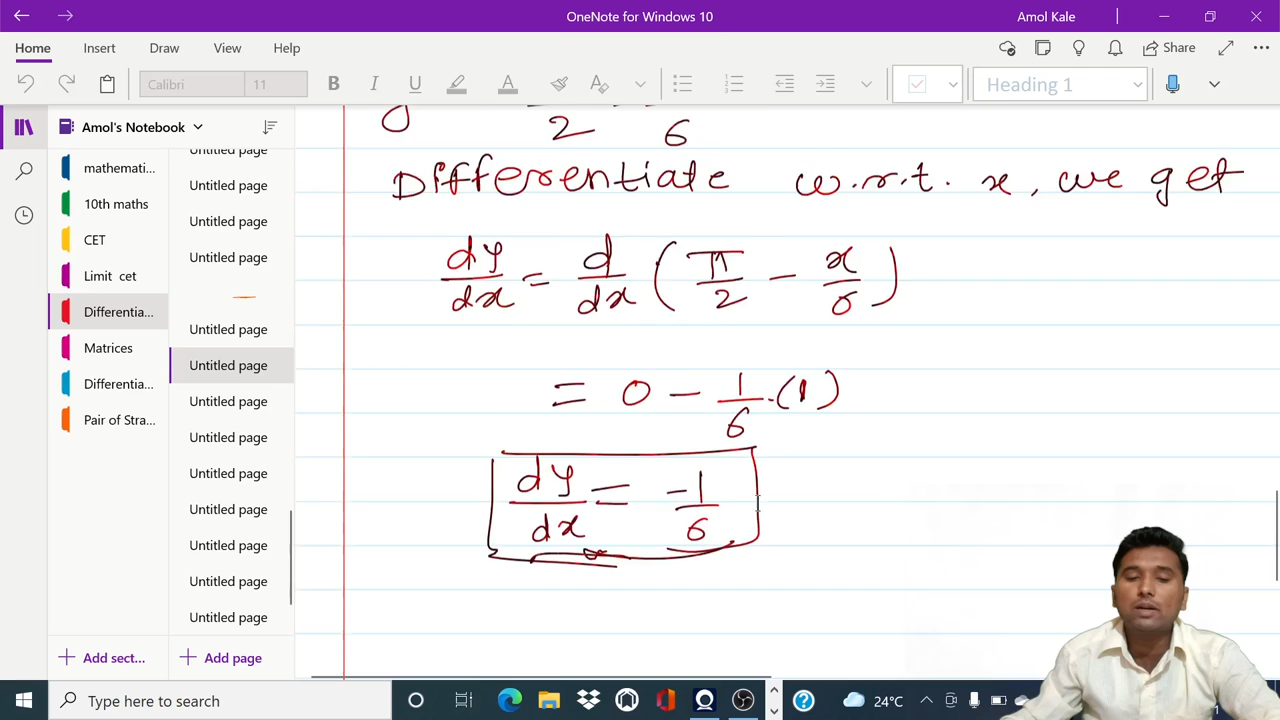 OneNote for Windows 10
Amol Kale
Home Insert Draw View Help
Share
Calibri 11 B I U A Heading 1
Amol's Notebook
mathemati...
10th maths
CET
Limit cet
Differentia...
Matrices
Differentia...
Pair of Stra...
Untitled page
Untitled page
Untitled page
Untitled page
Untitled page
Untitled page
Untitled page
Untitled page
Untitled page
Untitled page
Untitled page
Untitled page
Untitled page
Add sect...
Add page
y 2 6
Differentiate w.r.t. x, we get
dy/dx = d/dx (π/2 - x/6)
= 0 - 1/6 .(1)
dy/dx = -1/6
Type here to search
24°C
1